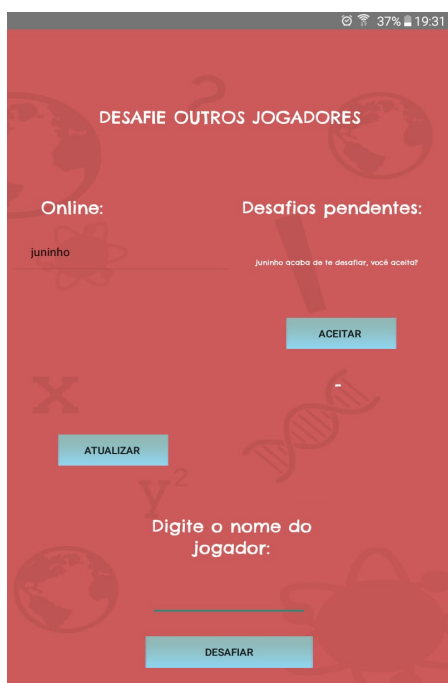 37% 19:31
DESAFIE OUTROS JOGADORES
Online:
Desafios pendentes:
juninho
Juninho acaba de te desafiar, você aceita?
ACEITAR
-
x
ATUALIZAR
y²
Digite o nome do
jogador:
DESAFIAR